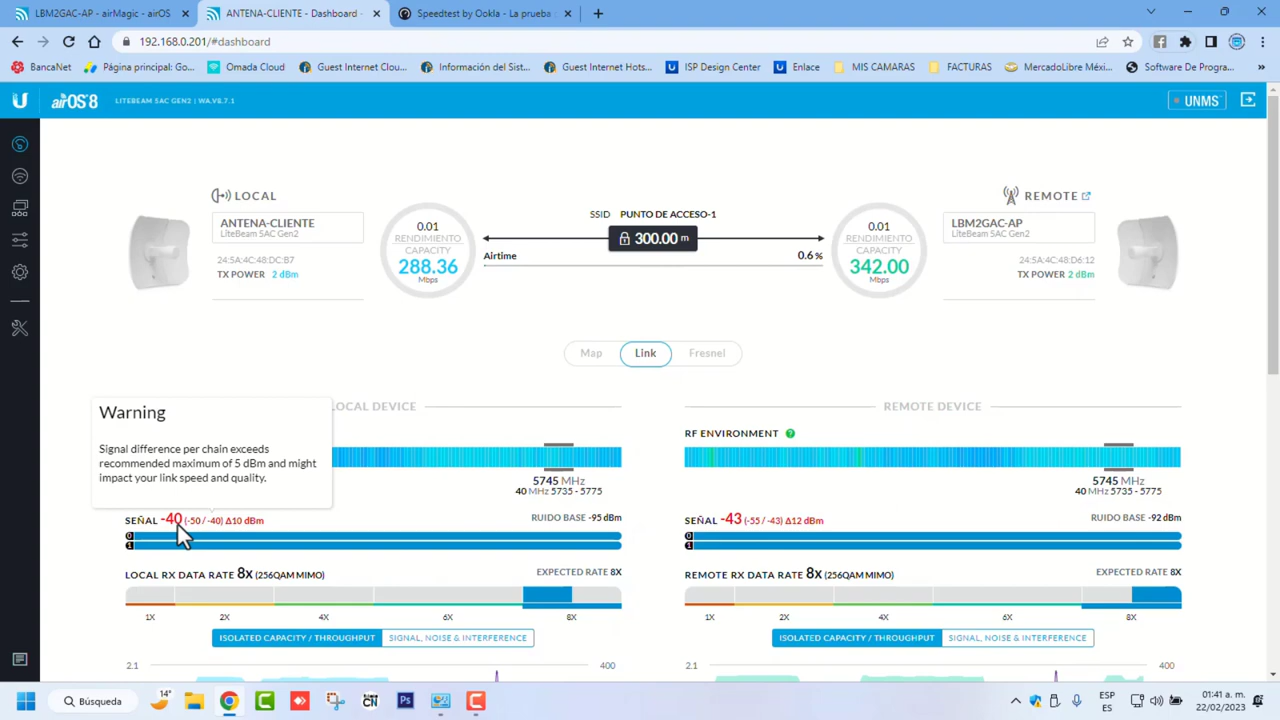 LBM2GAC-AP - airMagic - airOS
ANTENA-CLIENTE - Dashboard -
Speedtest by Ookla - La prueba
192.168.0.201/#dashboard
BancaNet
Página principal: Go...
Omada Cloud
Guest Internet Clou...
Información del Sist...
Guest Internet Hots...
ISP Design Center
Enlace
MIS CAMARAS
FACTURAS
MercadoLibre Méxi...
Software De Progra...
»
U airOS 8 LITEBEAM 5AC GEN2 | WA.V8.7.1
UNMS
LOCAL
REMOTE
ANTENA-CLIENTE
LiteBeam 5AC Gen2
24:5A:4C:48:DC:B7
TX POWER 2 dBm
0.01
RENDIMIENTO
CAPACITY
288.36
Mbps
SSID PUNTO DE ACCESO-1
300.00 m
Airtime 0.6 %
0.01
RENDIMIENTO
CAPACITY
342.00
Mbps
LBM2GAC-AP
LiteBeam 5AC Gen2
24:5A:4C:48:D6:12
TX POWER 2 dBm
Map
Link
Fresnel
LOCAL DEVICE
REMOTE DEVICE
Warning
Signal difference per chain exceeds
recommended maximum of 5 dBm and might
impact your link speed and quality.
5745 MHz
40 MHz 5735 - 5775
SEÑAL -40 (-50 / -40) Δ10 dBm
RUIDO BASE -95 dBm
0
1
LOCAL RX DATA RATE 8x (256QAM MIMO)
EXPECTED RATE 8X
1X 2X 4X 6X 8X
ISOLATED CAPACITY / THROUGHPUT
SIGNAL, NOISE & INTERFERENCE
2.1 400
RF ENVIRONMENT ?
5745 MHz
40 MHz 5735 - 5775
SEÑAL -43 (-55 / -43) Δ12 dBm
RUIDO BASE -92 dBm
0
1
REMOTE RX DATA RATE 8x (256QAM MIMO)
EXPECTED RATE 8X
1X 2X 4X 6X 8X
ISOLATED CAPACITY / THROUGHPUT
SIGNAL, NOISE & INTERFERENCE
2.1 400
Búsqueda
14°
CN
Ps
ESP
ES
01:41 a. m.
22/02/2023